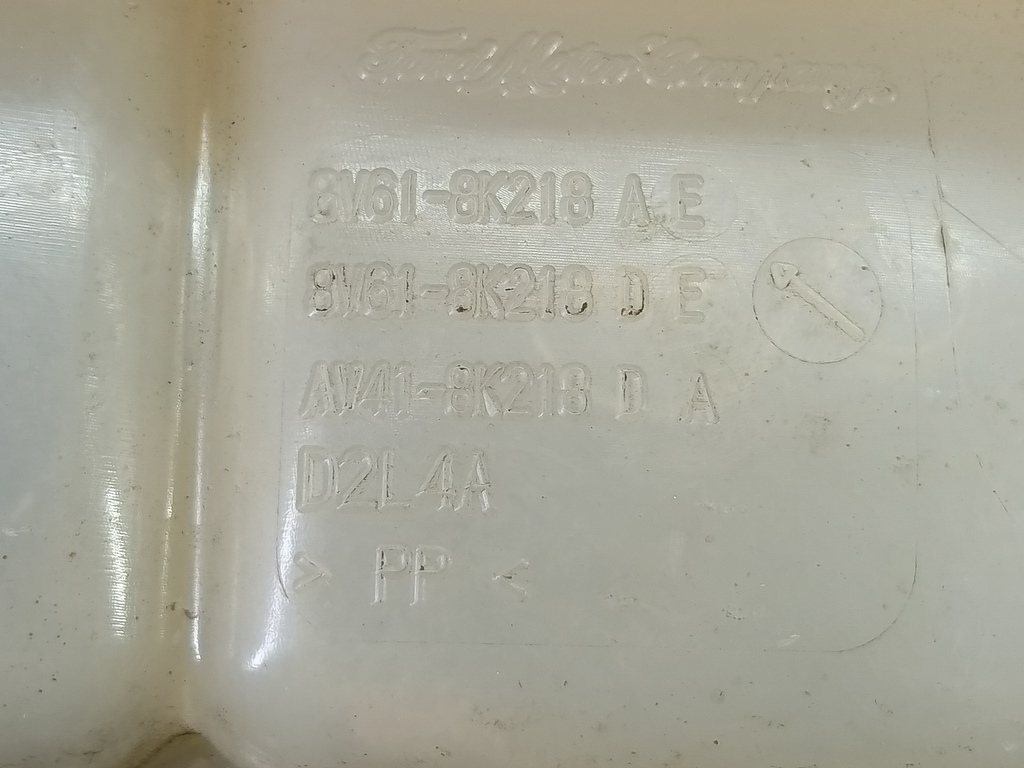 Ford Motor Company
8V61-8K218 A E
8V61-8K218 D E
AV41-8K218 D A
D2L4A
> PP <